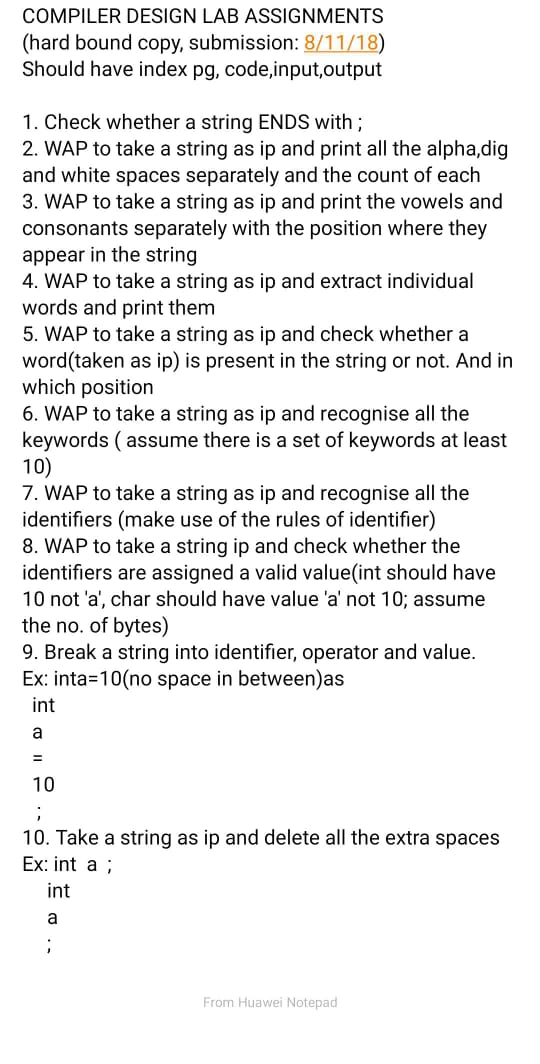 COMPILER DESIGN LAB ASSIGNMENTS
(hard bound copy, submission: 8/11/18)
Should have index pg, code,input,output
1. Check whether a string ENDS with ;
2. WAP to take a string as ip and print all the alpha,dig
and white spaces separately and the count of each
3. WAP to take a string as ip and print the vowels and
consonants separately with the position where they
appear in the string
4. WAP to take a string as ip and extract individual
words and print them
5. WAP to take a string as ip and check whether a
word(taken as ip) is present in the string or not. And in
which position
6. WAP to take a string as ip and recognise all the
keywords ( assume there is a set of keywords at least
10)
7. WAP to take a string as ip and recognise all the
identifiers (make use of the rules of identifier)
8. WAP to take a string ip and check whether the
identifiers are assigned a valid value(int should have
10 not 'a', char should have value 'a' not 10; assume
the no. of bytes)
9. Break a string into identifier, operator and value.
Ex: inta=10(no space in between)as
int
a
=
10
;
10. Take a string as ip and delete all the extra spaces
Ex: int  a  ;
int
a
;
From Huawei Notepad